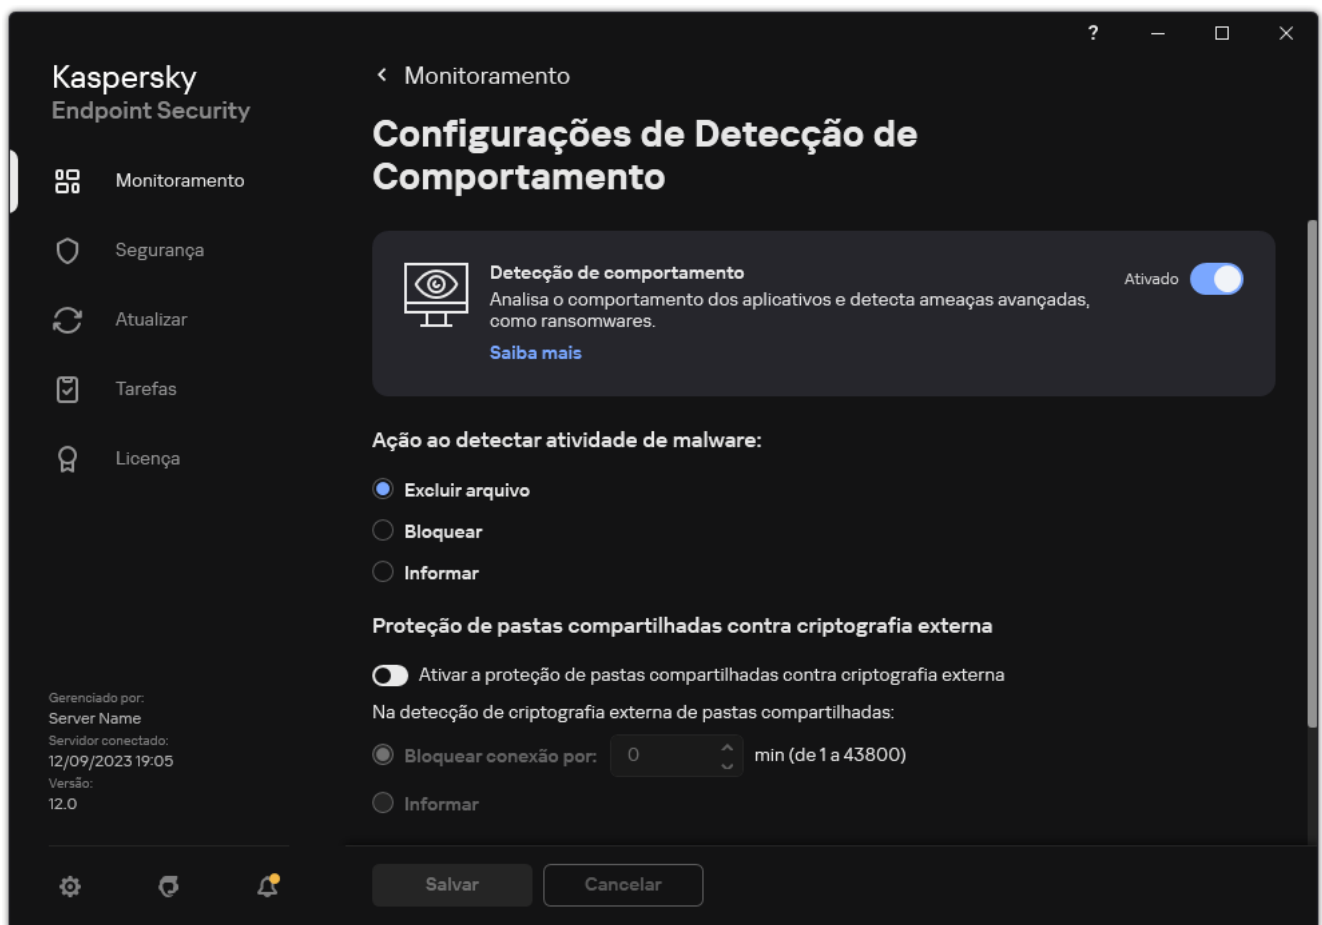 ?
Kaspersky
Endpoint Security
Monitoramento
Segurança
Atualizar
Tarefas
Licença
Gerenciado por:
Server Name
Servidor conectado:
12/09/2023 19:05
Versão:
12.0
Monitoramento
Configurações de Detecção de
Comportamento
Detecção de comportamento
Ativado
Analisa o comportamento dos aplicativos e detecta ameaças avançadas,
como ransomwares.
Saiba mais
Ação ao detectar atividade de malware:
Excluir arquivo
Bloquear
Informar
Proteção de pastas compartilhadas contra criptografia externa
Ativar a proteção de pastas compartilhadas contra criptografia externa
Na detecção de criptografia externa de pastas compartilhadas:
Bloquear conexão por: 0 min (de 1 a 43800)
Informar
Salvar
Cancelar